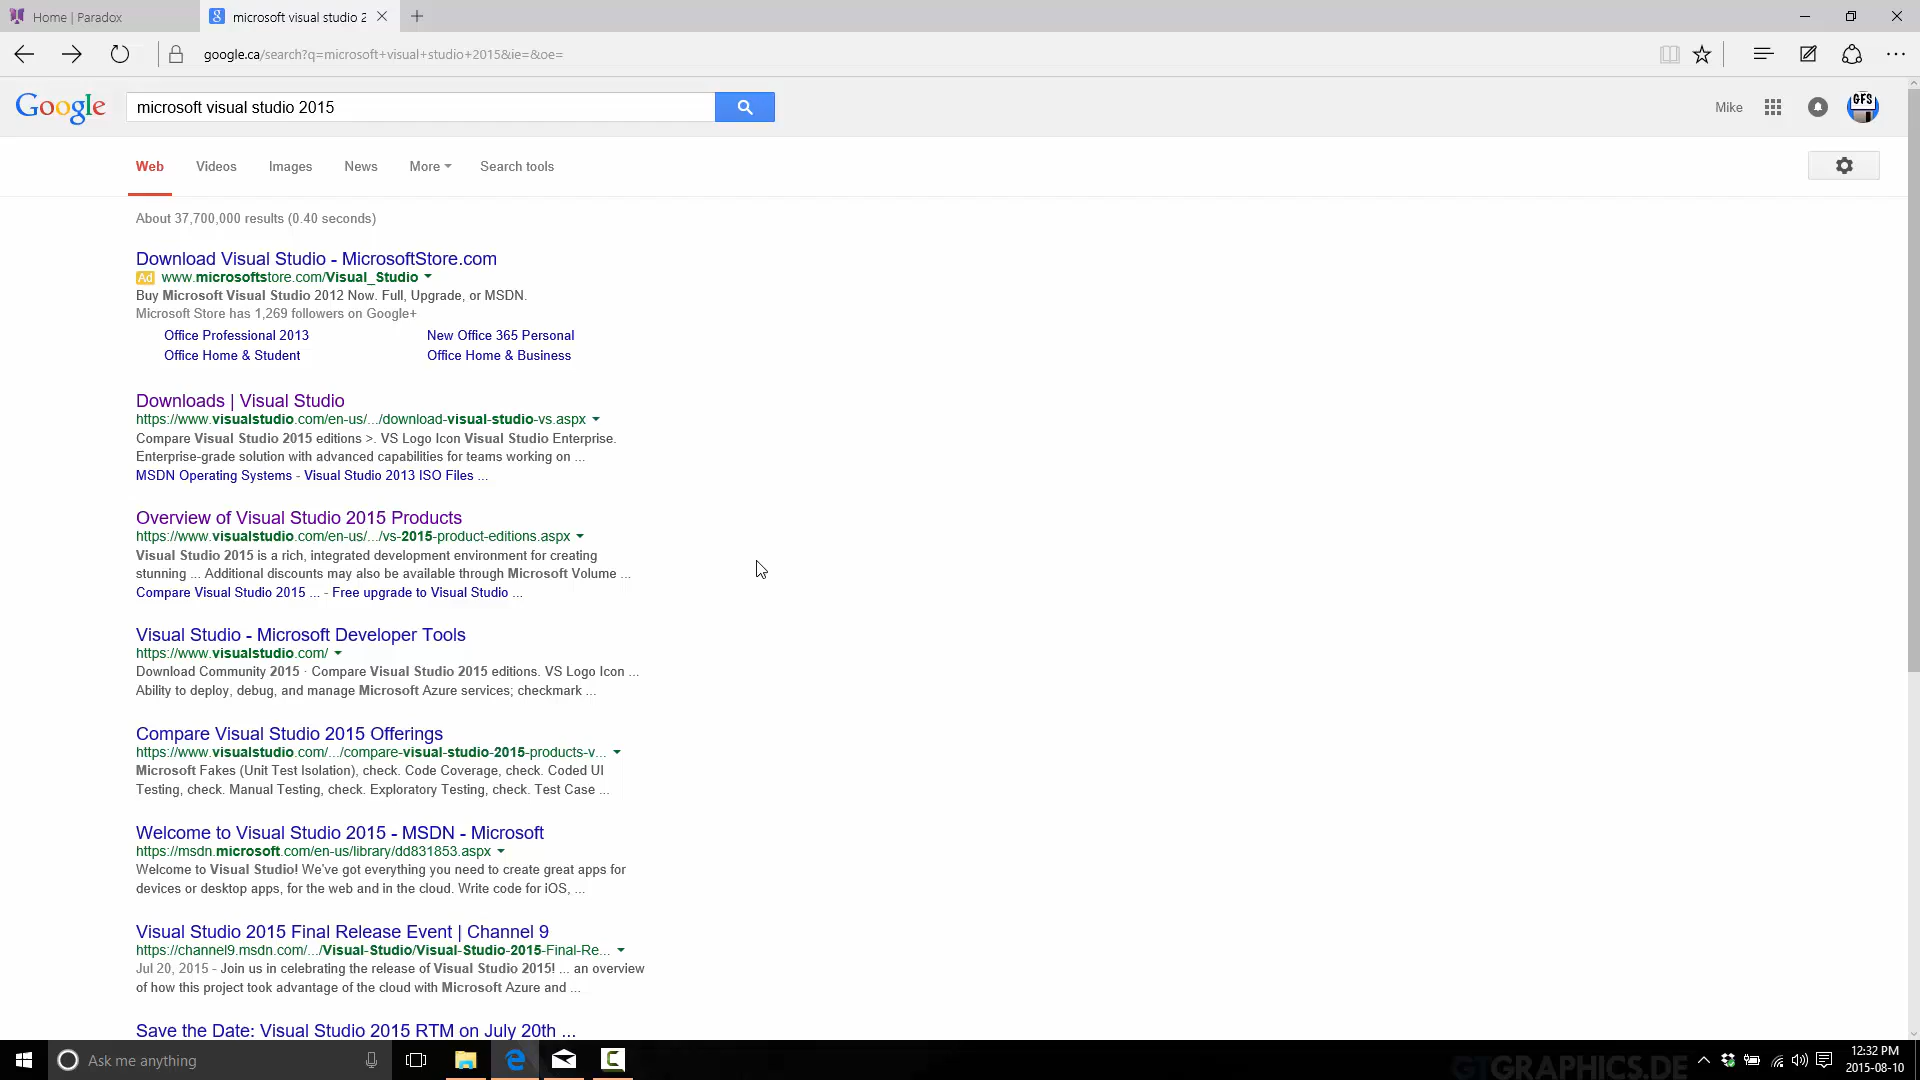 Home | Paradox
microsoft visual studio 2
google.ca/search?q=microsoft+visual+studio+2015&ie=&oe=
Google
microsoft visual studio 2015
Mike
GFS
Web
Videos
Images
News
More
Search tools
About 37,700,000 results (0.40 seconds)
Download Visual Studio - MicrosoftStore.com
Ad www.microsoftstore.com/Visual_Studio
Buy Microsoft Visual Studio 2012 Now. Full, Upgrade, or MSDN.
Microsoft Store has 1,269 followers on Google+
Office Professional 2013
New Office 365 Personal
Office Home & Student
Office Home & Business
Downloads | Visual Studio
https://www.visualstudio.com/en-us/.../download-visual-studio-vs.aspx
Compare Visual Studio 2015 editions >. VS Logo Icon Visual Studio Enterprise.
Enterprise-grade solution with advanced capabilities for teams working on ...
MSDN Operating Systems - Visual Studio 2013 ISO Files ...
Overview of Visual Studio 2015 Products
https://www.visualstudio.com/en-us/.../vs-2015-product-editions.aspx
Visual Studio 2015 is a rich, integrated development environment for creating
stunning ... Additional discounts may also be available through Microsoft Volume ...
Compare Visual Studio 2015 ... - Free upgrade to Visual Studio ...
Visual Studio - Microsoft Developer Tools
https://www.visualstudio.com/
Download Community 2015 · Compare Visual Studio 2015 editions. VS Logo Icon ...
Ability to deploy, debug, and manage Microsoft Azure services; checkmark ...
Compare Visual Studio 2015 Offerings
https://www.visualstudio.com/.../compare-visual-studio-2015-products-v...
Microsoft Fakes (Unit Test Isolation), check. Code Coverage, check. Coded UI
Testing, check. Manual Testing, check. Exploratory Testing, check. Test Case ...
Welcome to Visual Studio 2015 - MSDN - Microsoft
https://msdn.microsoft.com/en-us/library/dd831853.aspx
Welcome to Visual Studio! We've got everything you need to create great apps for
devices or desktop apps, for the web and in the cloud. Write code for iOS, ...
Visual Studio 2015 Final Release Event | Channel 9
https://channel9.msdn.com/.../Visual-Studio/Visual-Studio-2015-Final-Re...
Jul 20, 2015 - Join us in celebrating the release of Visual Studio 2015! ... an overview
of how this project took advantage of the cloud with Microsoft Azure and ...
Save the Date: Visual Studio 2015 RTM on July 20th ...
Ask me anything
GTGRAPHICS.DE
12:32 PM
2015-08-10